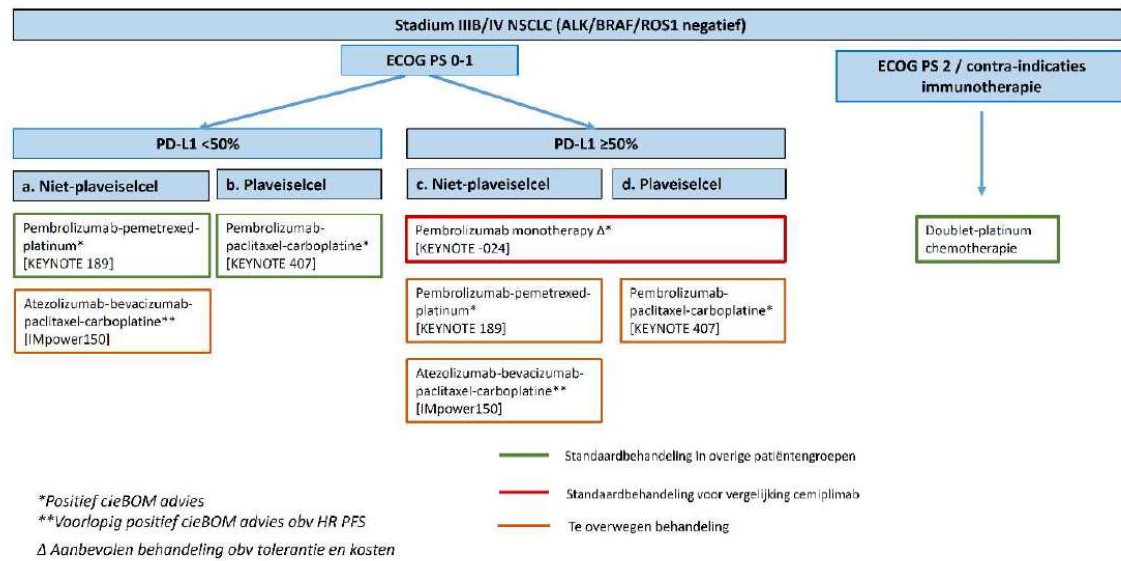 Stadium IIIB/IV NSCLC (ALK/BRAF/ROS1 negatief)
ECOG PS 0-1
ECOG PS 2 / contra-indicaties
immunotherapie
PD-L1 <50%
PD-L1 ≥50%
a. Niet-plaveiselcel
b. Plaveiselcel
c. Niet-plaveiselcel
d. Plaveiselcel
Pembrolizumab-pemetrexed-
platinum*
[KEYNOTE 189]
Pembrolizumab-
paclitaxel-carboplatine*
[KEYNOTE 407]
Pembrolizumab monotherapy Δ*
[KEYNOTE -024]
Doublet-platinum
chemotherapie
Atezolizumab-bevacizumab-
paclitaxel-carboplatine**
[IMpower150]
Pembrolizumab-pemetrexed-
platinum*
[KEYNOTE 189]
Pembrolizumab-
paclitaxel-carboplatine*
[KEYNOTE 407]
Atezolizumab-bevacizumab-
paclitaxel-carboplatine**
[IMpower150]
Standaardbehandeling in overige patiëntengroepen
Standaardbehandeling voor vergelijking cemiplimab
Te overwegen behandeling
*Positief cieBOM advies
**Voorlopig positief cieBOM advies obv HR PFS
Δ Aanbevolen behandeling obv tolerantie en kosten